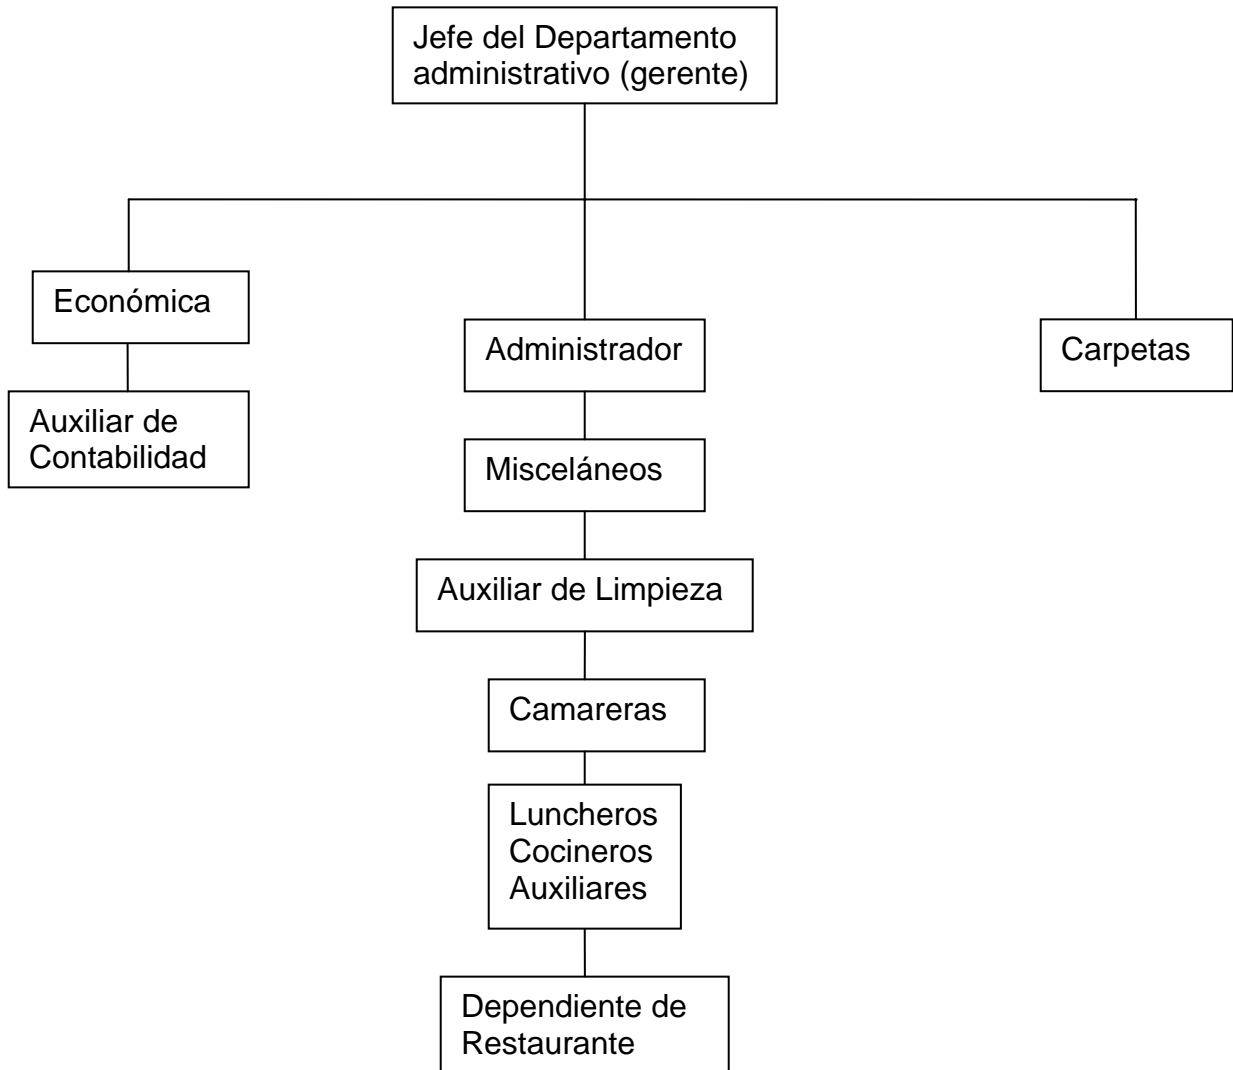 Jefe del Departamento
administrativo (gerente)
Económica
Administrador
Carpetas
Auxiliar de
Contabilidad
Misceláneos
Auxiliar de Limpieza
Camareras
Luncheros
Cocineros
Auxiliares
Dependiente de
Restaurante